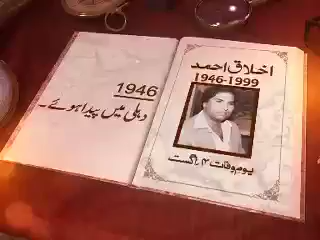 اخلاق احمد
1946-1999
یوم وفات ۴ اگست
1946
دہلی میں پیدا ہوئے۔